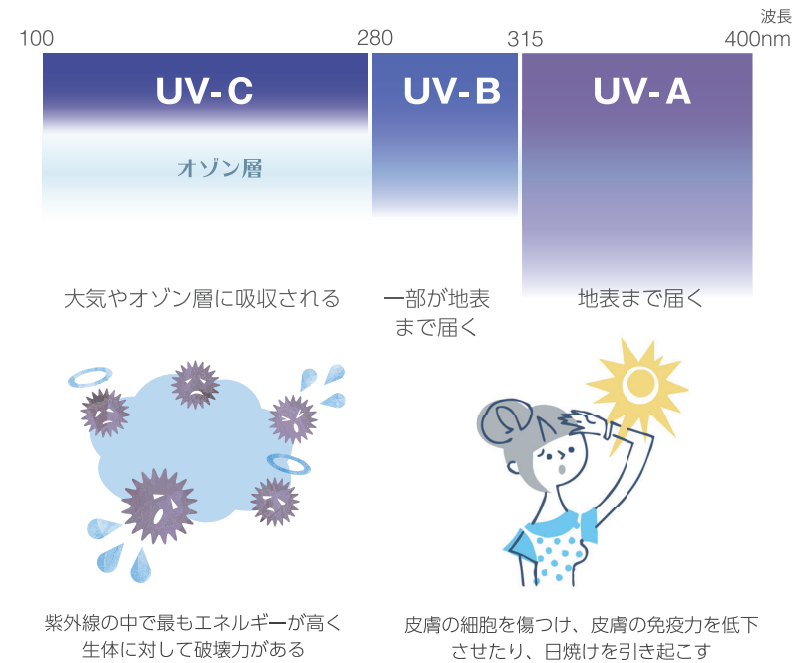 波長
100
280
315
400nm
UV-C
UV-B
UV-A
オゾン層
大気やオゾン層に吸収される
一部が地表
まで届く
地表まで届く
紫外線の中で最もエネルギーが高く
生体に対して破壊力がある
皮膚の細胞を傷つけ、皮膚の免疫力を低下
させたり、日焼けを引き起こす